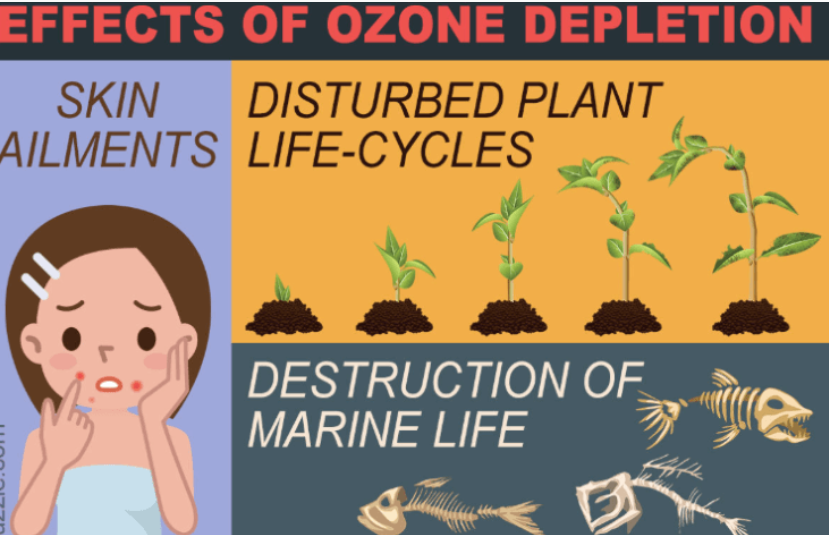 EFFECTS OF OZONE DEPLETION
SKIN
AILMENTS
DISTURBED PLANT
LIFE-CYCLES
DESTRUCTION OF
MARINE LIFE